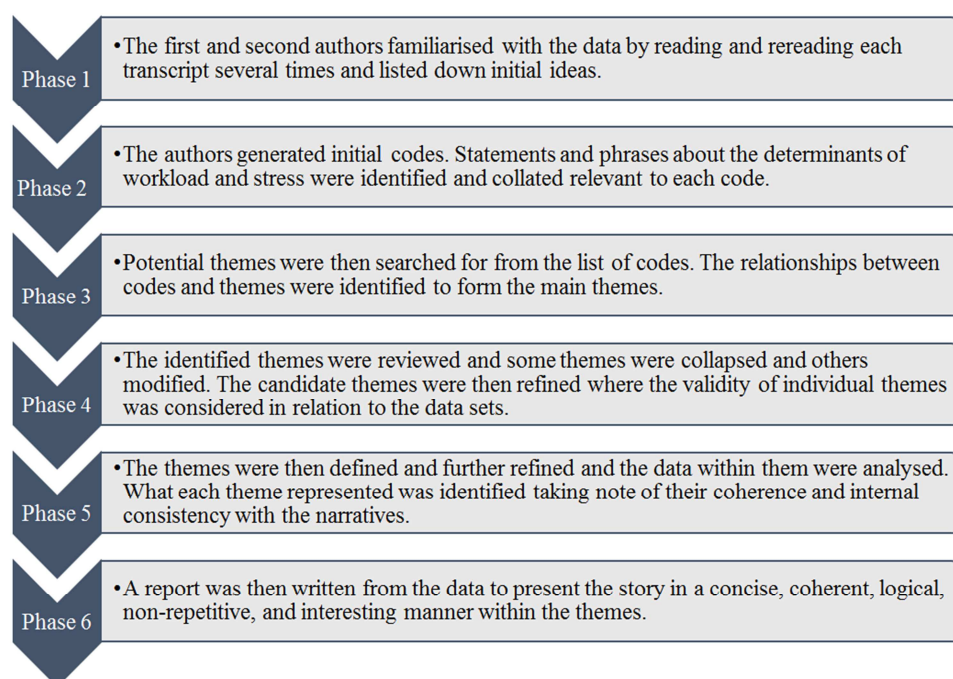 Phase 1
•The first and second authors familiarised with the data by reading and rereading each
transcript several times and listed down initial ideas.
Phase 2
•The authors generated initial codes. Statements and phrases about the determinants of
workload and stress were identified and collated relevant to each code.
Phase 3
•Potential themes were then searched for from the list of codes. The relationships between
codes and themes were identified to form the main themes.
Phase 4
•The identified themes were reviewed and some themes were collapsed and others
modified. The candidate themes were then refined where the validity of individual themes
was considered in relation to the data sets.
Phase 5
•The themes were then defined and further refined and the data within them were analysed.
What each theme represented was identified taking note of their coherence and internal
consistency with the narratives.
Phase 6
•A report was then written from the data to present the story in a concise, coherent, logical,
non-repetitive, and interesting manner within the themes.